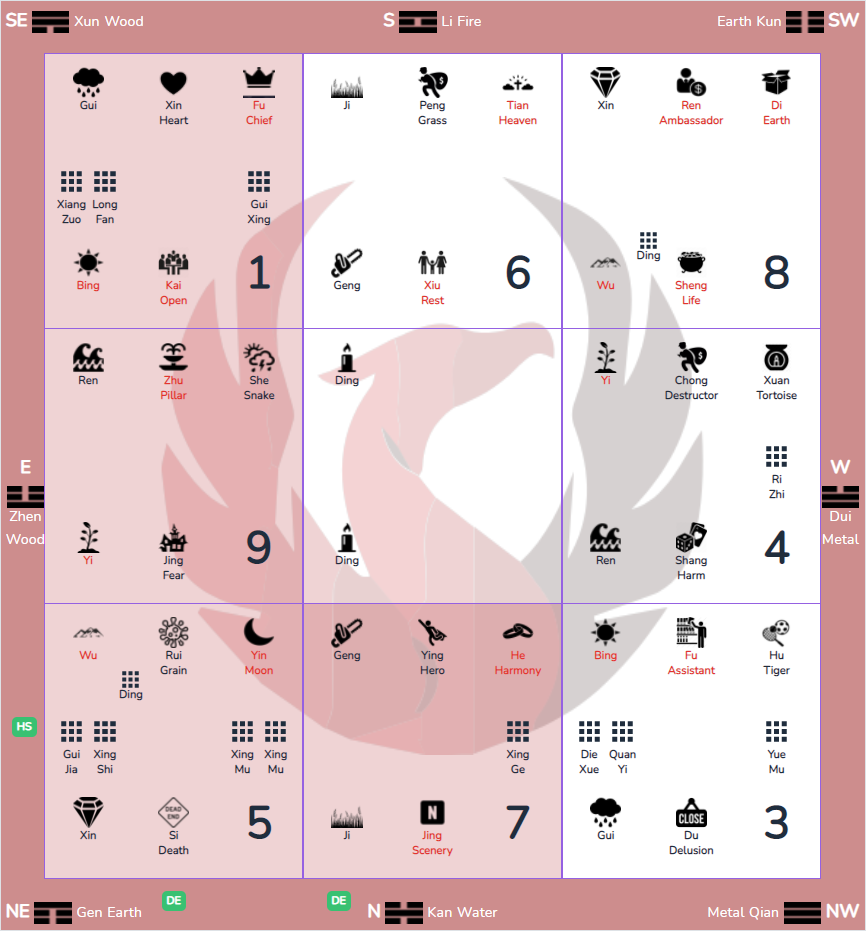 SE Xun Wood S Li Fire Earth Kun SW
Gui Xin Fu Ji Peng Tian Xin Ren Di
Heart Chief Grass Heaven Ambassador Earth
Xiang Long Gui
Zuo Fan Xing
Ding
Bing Kai 1 Geng Xiu 6 Wu Sheng 8
Open Rest Life
Ren Zhu She Ding Yi Chong Xuan
Pillar Snake Destructor Tortoise
E W
Ri
Zhi
Zhen Dui
Wood Metal
Yi Jing 9 Ding Ren Shang 4
Fear Harm
Wu Rui Yin Geng Ying He Bing Fu Hu
Grain Moon Hero Harmony Assistant Tiger
Ding
HS
Gui Xing Xing Xing Xing Die Quan Yue
Jia Shi Mu Mu Ge Xue Yi Mu
DEAD
END
N
CLOSE
Xin Si 5 Ji Jing 7 Gui Du 3
Death Scenery Delusion
DE DE
NE Gen Earth N Kan Water Metal Qian NW